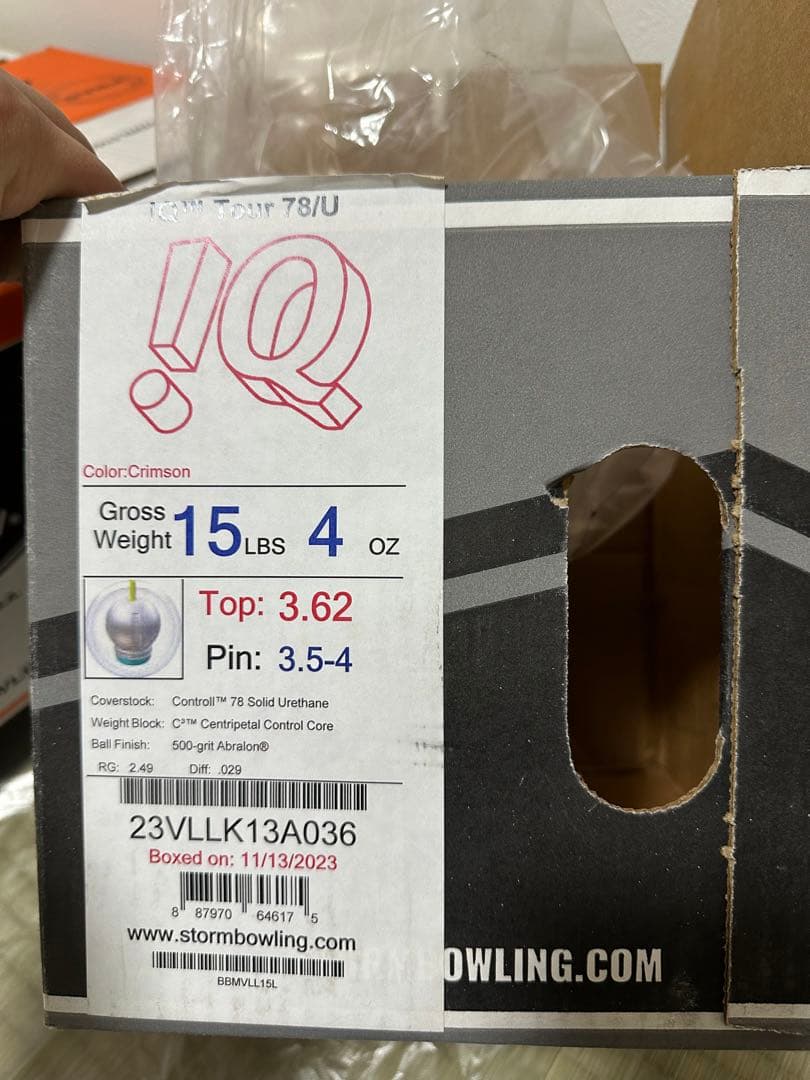 !Q™ Tour 78/U
!Q
Color:Crimson
Gross Weight 15 LBS 4 OZ
Top: 3.62
Pin: 3.5-4
Coverstock: Controll™ 78 Solid Urethane
Weight Block: C³™ Centripetal Control Core
Ball Finish: 500-grit Abralon®
RG: 2.49 Diff: .029
23VLLK13A036
Boxed on: 11/13/2023
8 87970 64617 5
www.stormbowling.com
BOWLING.COM
BBMVLL15L